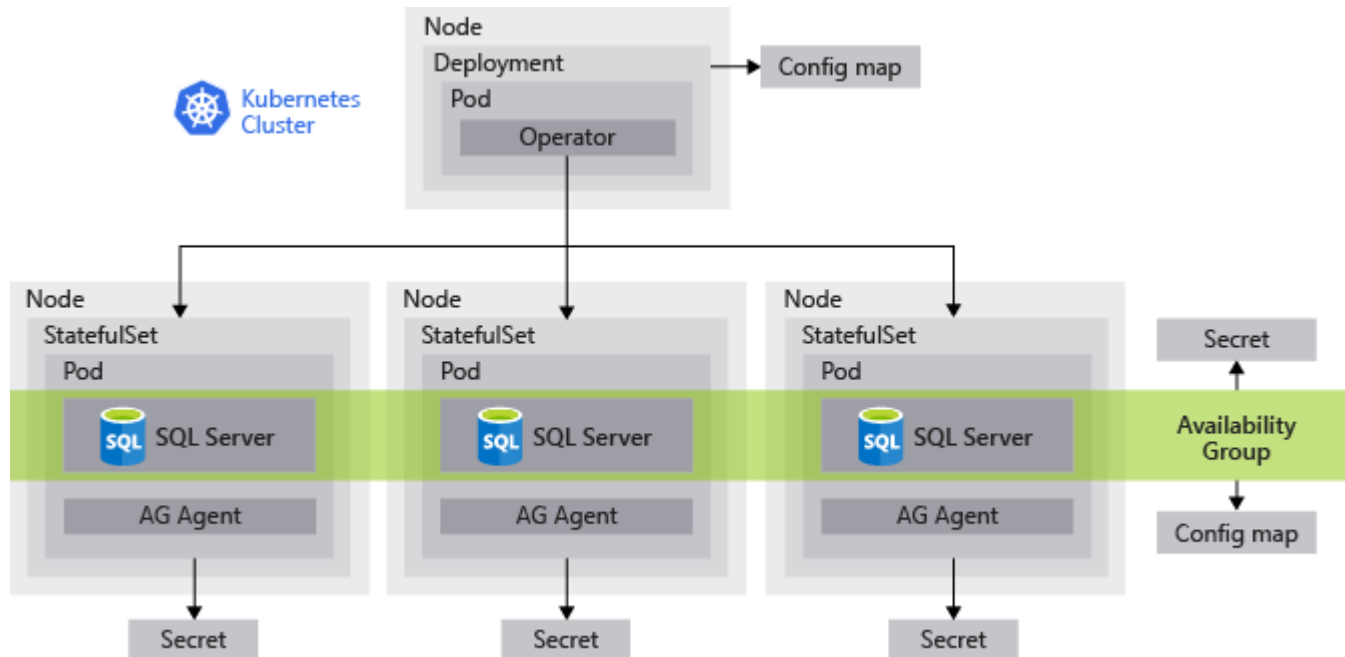 Node
Deployment
Config map
Pod
Kubernetes
Cluster
Operator
Node
Node
Node
StatefulSet
StatefulSet
StatefulSet
Secret
Pod
Pod
Pod
SQL SQL Server
SQL SQL Server
SQL SQL Server
Availability
Group
AG Agent
AG Agent
AG Agent
Config map
Secret
Secret
Secret